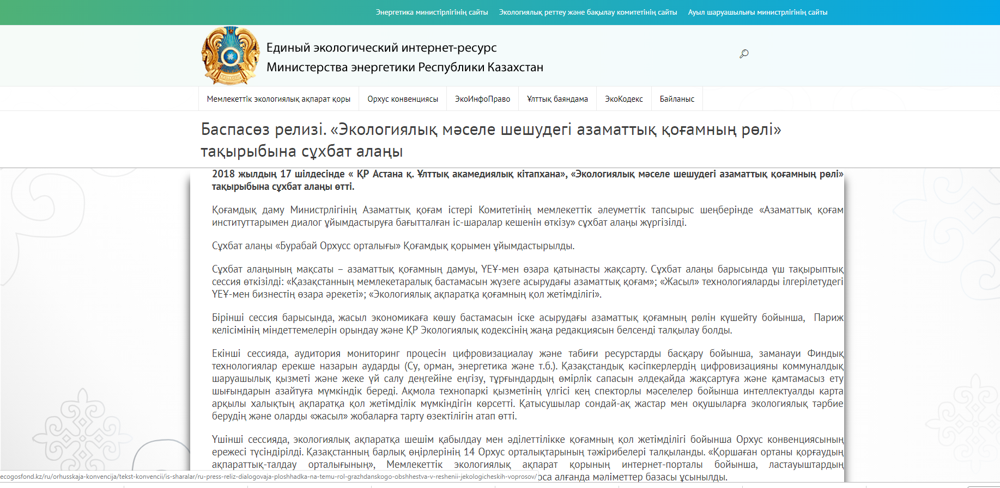 Энергетика министірлігінің сайты Экологиялық реттеу және бақылау комитетінің сайты Ауыл шаруашылығы министрлігінің сайты
Единый экологический интернет-ресурс
Министерства энергетики Республики Казахстан
Мемлекеттік экологиялық ақпарат қоры Орхус конвенциясы ЭкоИнфоПраво Ұлттық баяндама ЭкоКодекс Байланыс
Баспасөз релизі. «Экологиялық мәселе шешудегі азаматтық қоғамның рөлі»
тақырыбына сұхбат алаңы
2018 жылдың 17 шілдесінде « ҚР Астана қ. Ұлттық акамедиялық кітапхана», «Экологиялық мәселе шешудегі азаматтық қоғамның рөлі»
тақырыбына сұхбат алаңы өтті.
Қоғамдық даму Министрлігінің Азаматтық қоғам істері Комитетінің мемлекеттік әлеуметтік тапсырыс шеңберінде «Азаматтық қоғам
институттарымен диалог ұйымдастыруға бағытталған іс-шаралар кешенін өткізу» сұхбат алаңы жүргізілді.
Сұхбат алаңы «Бурабай Орхусс орталығы» Қоғамдық қорымен ұйымдастырылды.
Сұхбат алаңының мақсаты – азаматтық қоғамның дамуы, ҮЕҰ-мен өзара қатынасты жақсарту. Сұхбат алаңы барысында үш тақырыптық
сессия өткізілді: «Қазақстанның мемлекетаралық бастамасын жүзеге асырудағы азаматтық қоғам»; «Жасыл» технологияларды ілгерілетудегі
ҮЕҰ-мен бизнестің өзара әрекеті»; «Экологиялық ақпаратқа қоғамның қол жетімділігі».
Бірінші сессия барысында, жасыл экономикаға көшу бастамасын іске асырудағы азаматтық қоғамның рөлін күшейту бойынша, Париж
келісімінің міндеттемелерін орындау және ҚР Экологиялық кодексінің жаңа редакциясын белсенді талқылау болды.
Екінші сессияда, аудитория мониторинг процесін цифровизациалау және табиғи ресурстарды басқару бойынша, заманауи Финдық
технологиялар ерекше назарын аударды (Су, орман, энергетика және т.б.). Қазақстандық кәсіпкерлердің цифровизацияны коммуналдық
шаруашылық қызметі және жеке үй салу деңгейіне еңгізу, тұрғындардың өмірлік сапасын әлдеқайда жақсартуға және қамтамасыз ету
шығындарын азайтуға мүмкіндік береді. Ақмола технопаркі қызметінің үлгісі кең спекторлы мәселелер бойынша интеллектуалды карта
арқылы халықтың ақпаратқа қол жетімділік мүмкіндігін көрсетті. Қатысушылар сондай-ақ жастар мен оқушыларға экологиялық тәрбие
берудің және оларды «жасыл» жобаларға тарту өзектілігін атап өтті.
Үшінші сессияда, экологиялық ақпаратқа шешім қабылдау мен әділеттілікке қоғамның қол жетімділігі бойынша Орхус конвенциясының
ережесі түсіндірілді. Қазақстанның барлық өңірлерінің 14 Орхус орталықтарының тәжірибелері талқыланды. «Қоршаған ортаны қорғаудың
ақпараттық-талдау орталығының», Мемлекеттік экологиялық ақпарат қорының интернет-порталы бойынша, ластауыштардың
ecogosfond.kz/ru/orhusskaja-konvencija/tekst-konvencii/is-sharalar/ru-press-reliz-dialogovaja-ploshhadka-na-temu-rol-grazhdanskogo-obshhestva-v-reshenii-jekologicheskih-voprosov/ алғанда мәліметтер базасы ұсынылды.